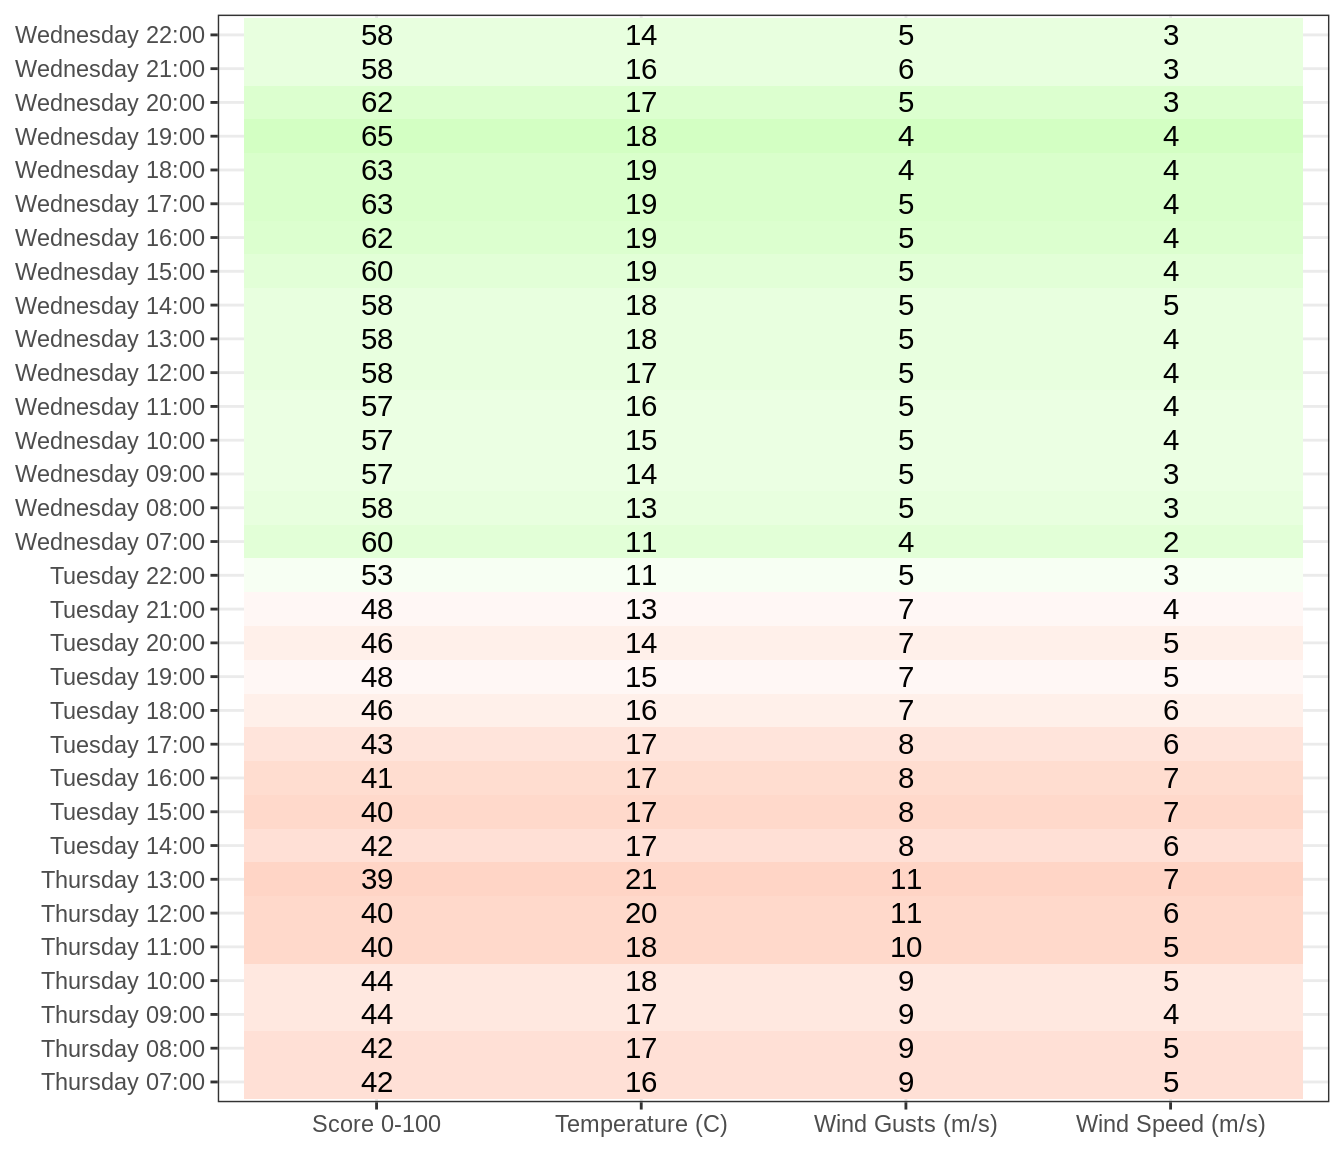 Wednesday 22:00 58 14 5 3
Wednesday 21:00 58 16 6 3
Wednesday 20:00 62 17 5 3
Wednesday 19:00 65 18 4 4
Wednesday 18:00 63 19 4 4
Wednesday 17:00 63 19 5 4
Wednesday 16:00 62 19 5 4
Wednesday 15:00 60 19 5 4
Wednesday 14:00 58 18 5 5
Wednesday 13:00 58 18 5 4
Wednesday 12:00 58 17 5 4
Wednesday 11:00 57 16 5 4
Wednesday 10:00 57 15 5 4
Wednesday 09:00 57 14 5 3
Wednesday 08:00 58 13 5 3
Wednesday 07:00 60 11 4 2
Tuesday 22:00 53 11 5 3
Tuesday 21:00 48 13 7 4
Tuesday 20:00 46 14 7 5
Tuesday 19:00 48 15 7 5
Tuesday 18:00 46 16 7 6
Tuesday 17:00 43 17 8 6
Tuesday 16:00 41 17 8 7
Tuesday 15:00 40 17 8 7
Tuesday 14:00 42 17 8 6
Thursday 13:00 39 21 11 7
Thursday 12:00 40 20 11 6
Thursday 11:00 40 18 10 5
Thursday 10:00 44 18 9 5
Thursday 09:00 44 17 9 4
Thursday 08:00 42 17 9 5
Thursday 07:00 42 16 9 5
Score 0-100 Temperature (C) Wind Gusts (m/s) Wind Speed (m/s)